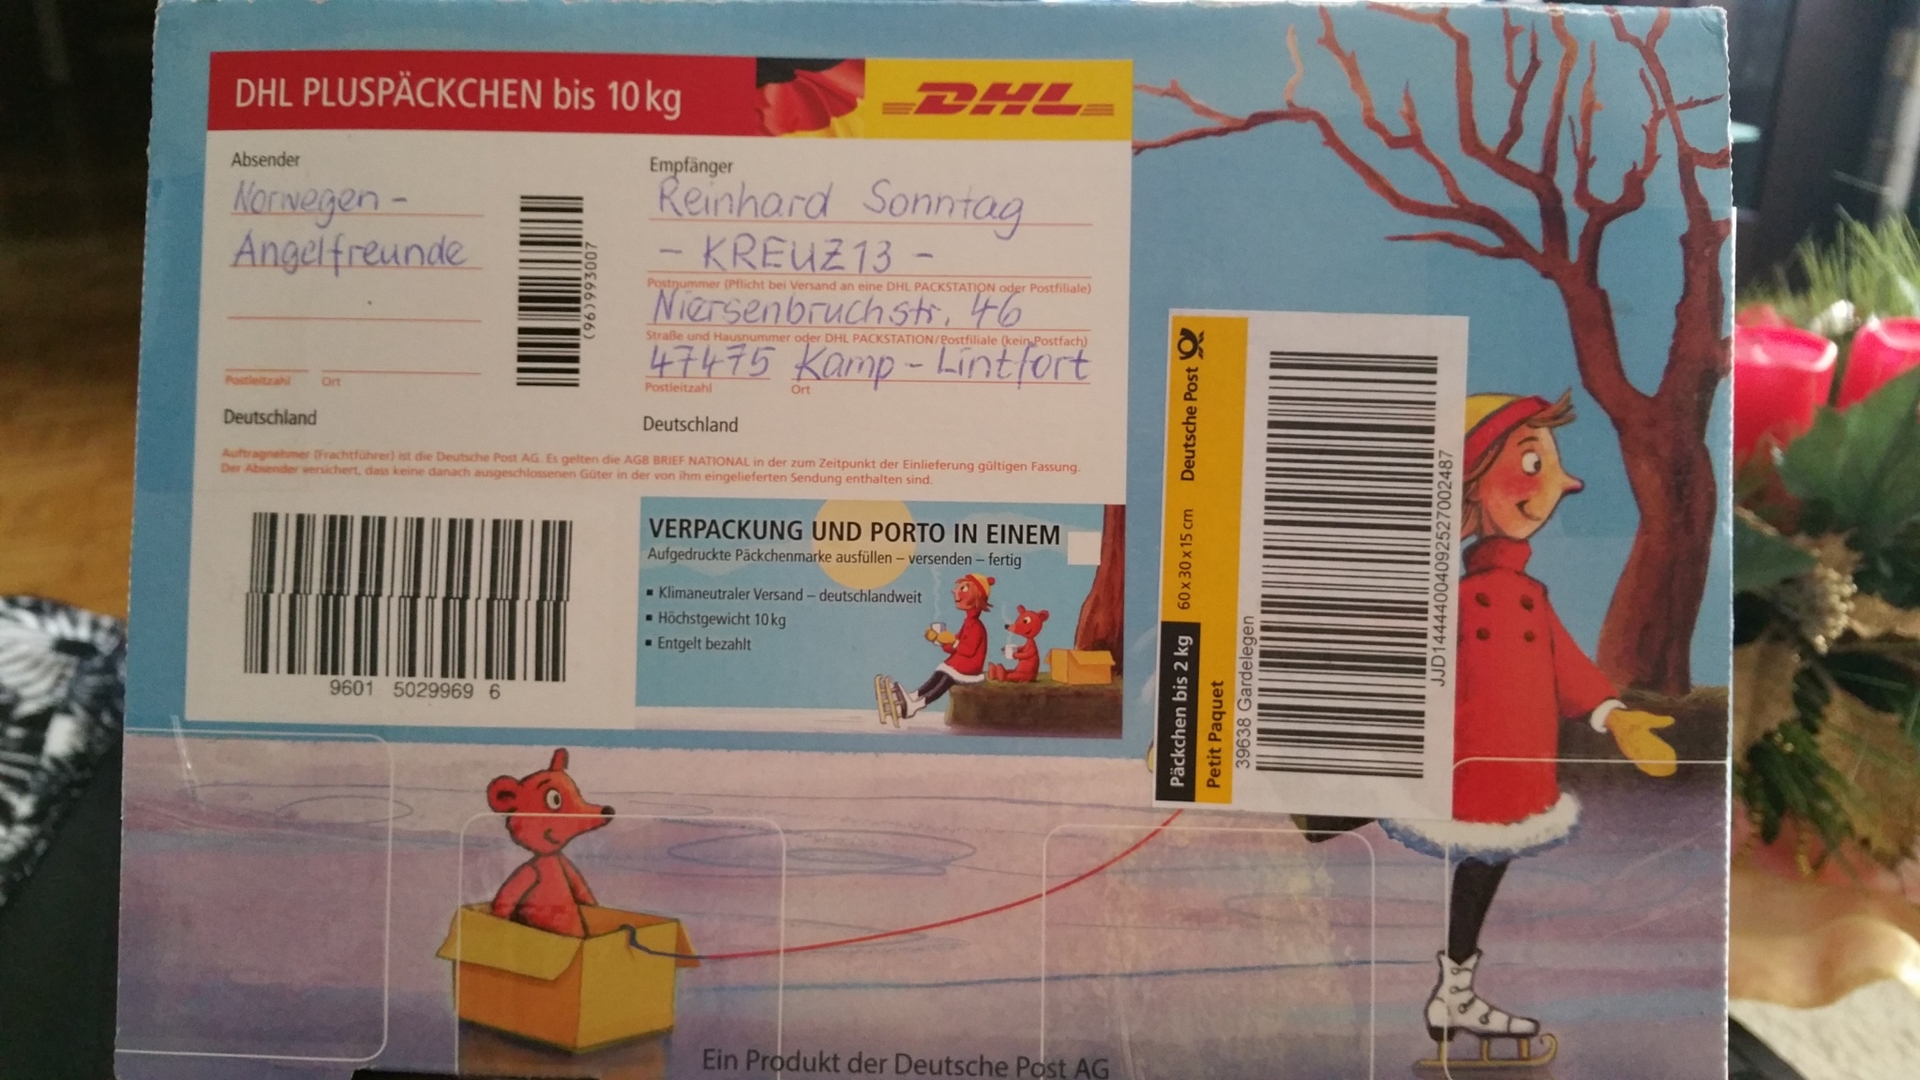 DHL PLUSPÄCKCHEN bis 10 kg
DHL
Absender
Norwegen -
Angelfreunde
Postleitzahl Ort
Deutschland
(96)993007
Empfänger
Reinhard Sonntag
- KREUZ13 -
Postnummer (Pflicht bei Versand an eine DHL PACKSTATION oder Postfiliale)
Niersenbruchstr. 46
Straße und Hausnummer oder DHL PACKSTATION/Postfiliale (kein Postfach)
47475 Kamp-Lintfort
Postleitzahl Ort
Deutschland
Auftragnehmer (Frachtführer) ist die Deutsche Post AG. Es gelten die AGB BRIEF NATIONAL in der zum Zeitpunkt der Einlieferung gültigen Fassung.
Der Absender versichert, dass keine danach ausgeschlossenen Güter in der von ihm eingelieferten Sendung enthalten sind.
9601 5029969 6
VERPACKUNG UND PORTO IN EINEM
Aufgedruckte Päckchenmarke ausfüllen – versenden – fertig
▪ Klimaneutraler Versand – deutschlandweit
▪ Höchstgewicht 10 kg
▪ Entgelt bezahlt
Päckchen bis 2 kg 60 x 30 x 15 cm Deutsche Post
Petit Paquet
39638 Gardelegen
JJD14444004092527002487
Ein Produkt der Deutsche Post AG